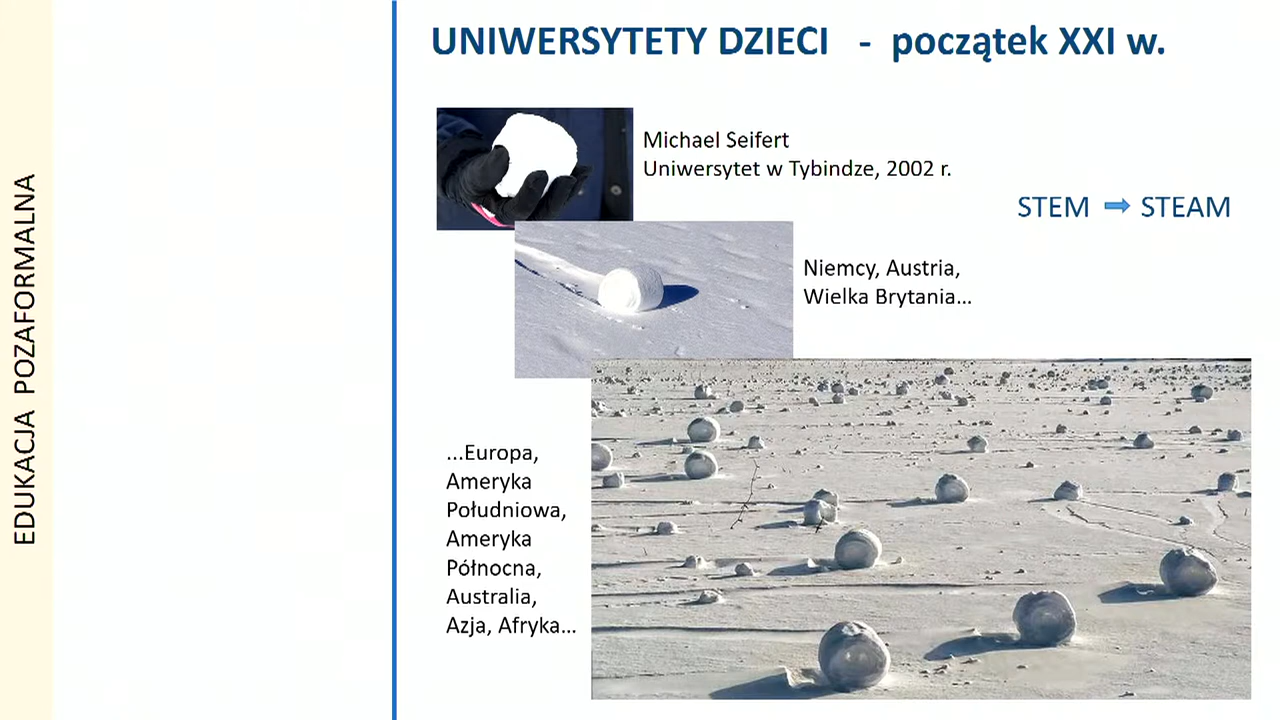 EDUKACJA POZAFORMALNA
UNIWERSYTETY DZIECI - początek XXI w.
Michael Seifert
Uniwersytet w Tybindze, 2002 r.
STEM STEAM
Niemcy, Austria,
Wielka Brytania...
...Europa,
Ameryka
Południowa,
Ameryka
Północna,
Australia,
Azja, Afryka...